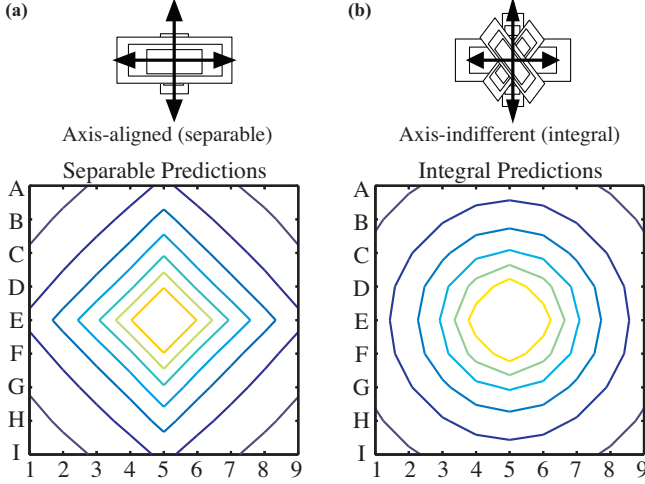 (a)
Axis-aligned (separable)
Separable Predictions
A
B
C
D
E
F
G
H
I
1 2 3 4 5 6 7 8 9
(b)
Axis-indifferent (integral)
Integral Predictions
A
B
C
D
E
F
G
H
I
1 2 3 4 5 6 7 8 9